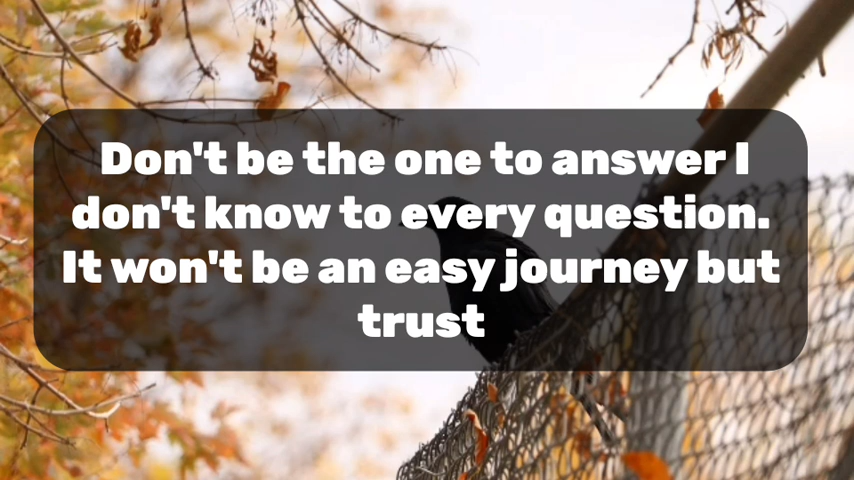 Don't be the one to answer I
don't know to every question.
It won't be an easy journey but
trust